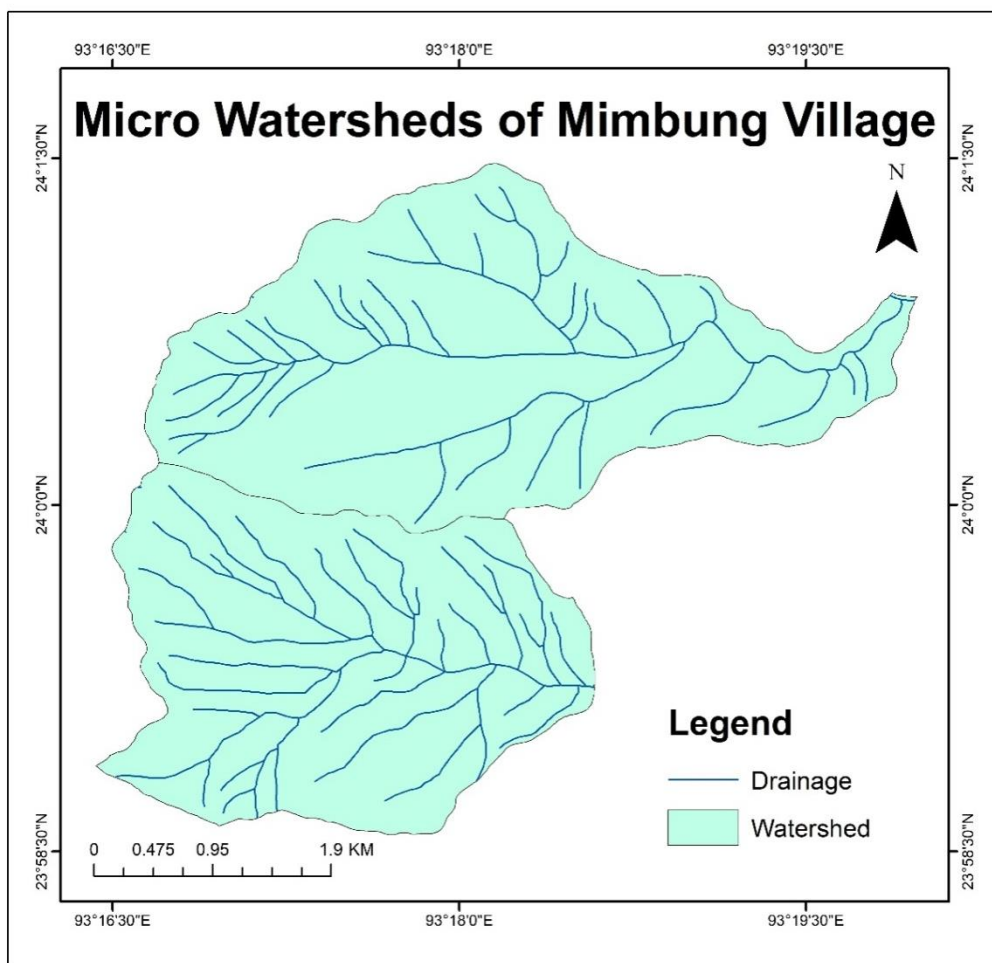 93°16'30"E 93°18'0"E 93°19'30"E
Micro Watersheds of Mimbung Village
24°1'30"N 24°1'30"N
N
24°0'0"N 24°0'0"N
Legend
Drainage
Watershed
0 0.475 0.95 1.9 KM
23°58'30"N 23°58'30"N
93°16'30"E 93°18'0"E 93°19'30"E